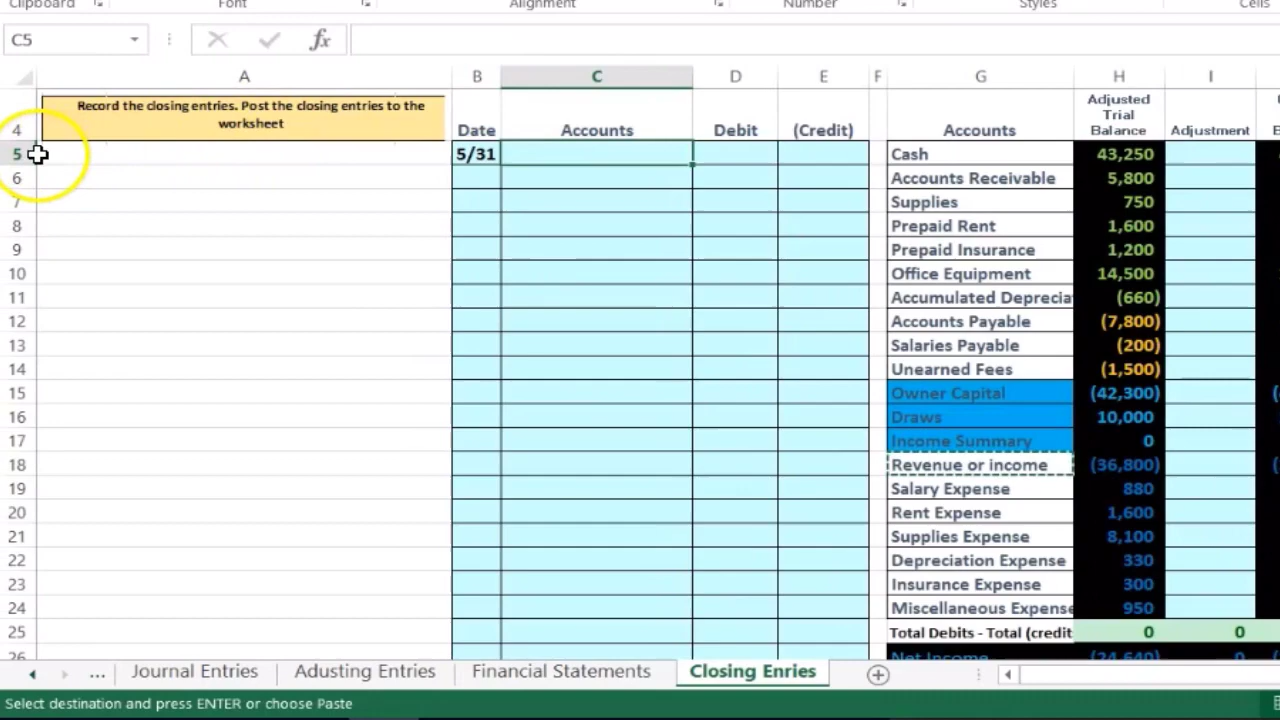 Clipboard Font Alignment Number Styles Cells
C5 fx
A B C D E F G H I
Record the closing entries. Post the closing entries to the
worksheet
4 Date Accounts Debit (Credit) Accounts Adjusted Trial Balance Adjustment
5 5/31 Cash 43,250
6 Accounts Receivable 5,800
7 Supplies 750
8 Prepaid Rent 1,600
9 Prepaid Insurance 1,200
10 Office Equipment 14,500
11 Accumulated Deprecia (660)
12 Accounts Payable (7,800)
13 Salaries Payable (200)
14 Unearned Fees (1,500)
15 Owner Capital (42,300)
16 Draws 10,000
17 Income Summary 0
18 Revenue or income (36,800)
19 Salary Expense 880
20 Rent Expense 1,600
21 Supplies Expense 8,100
22 Depreciation Expense 330
23 Insurance Expense 300
24 Miscellaneous Expense 950
25 Total Debits - Total (credit 0 0
26 Net Income (24,640) 0
... Journal Entries Adusting Entries Financial Statements Closing Enries
Select destination and press ENTER or choose Paste